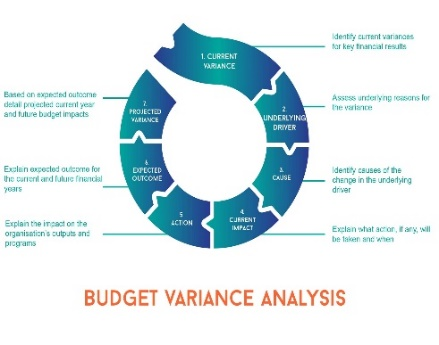 1. CURRENT
VARIANCE
Identify current variances
for key financial results
2.
UNDERLYING
DRIVER
Assess underlying reasons for
the variance
3.
CAUSE
Identify causes of the
change in the underlying
driver
4.
CURRENT
IMPACT
Explain what action, if any, will
be taken and when
5.
ACTION
Explain the impact on the
organisation's outputs and
programs
6.
EXPECTED
OUTCOME
Explain expected outcome for
the current and future financial
years
7.
PROJECTED
VARIANCE
Based on expected outcome
detail projected current year
and future budget impacts
BUDGET VARIANCE ANALYSIS